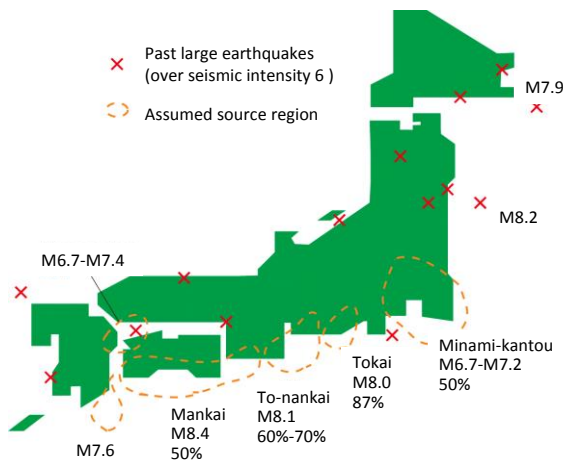 Past large earthquakes
(over seismic intensity 6 )
Assumed source region
M7.9
M8.2
M6.7-M7.4
Minami-kantou
M6.7-M7.2
50%
Tokai
M8.0
87%
To-nankai
M8.1
60%-70%
Mankai
M8.4
50%
M7.6